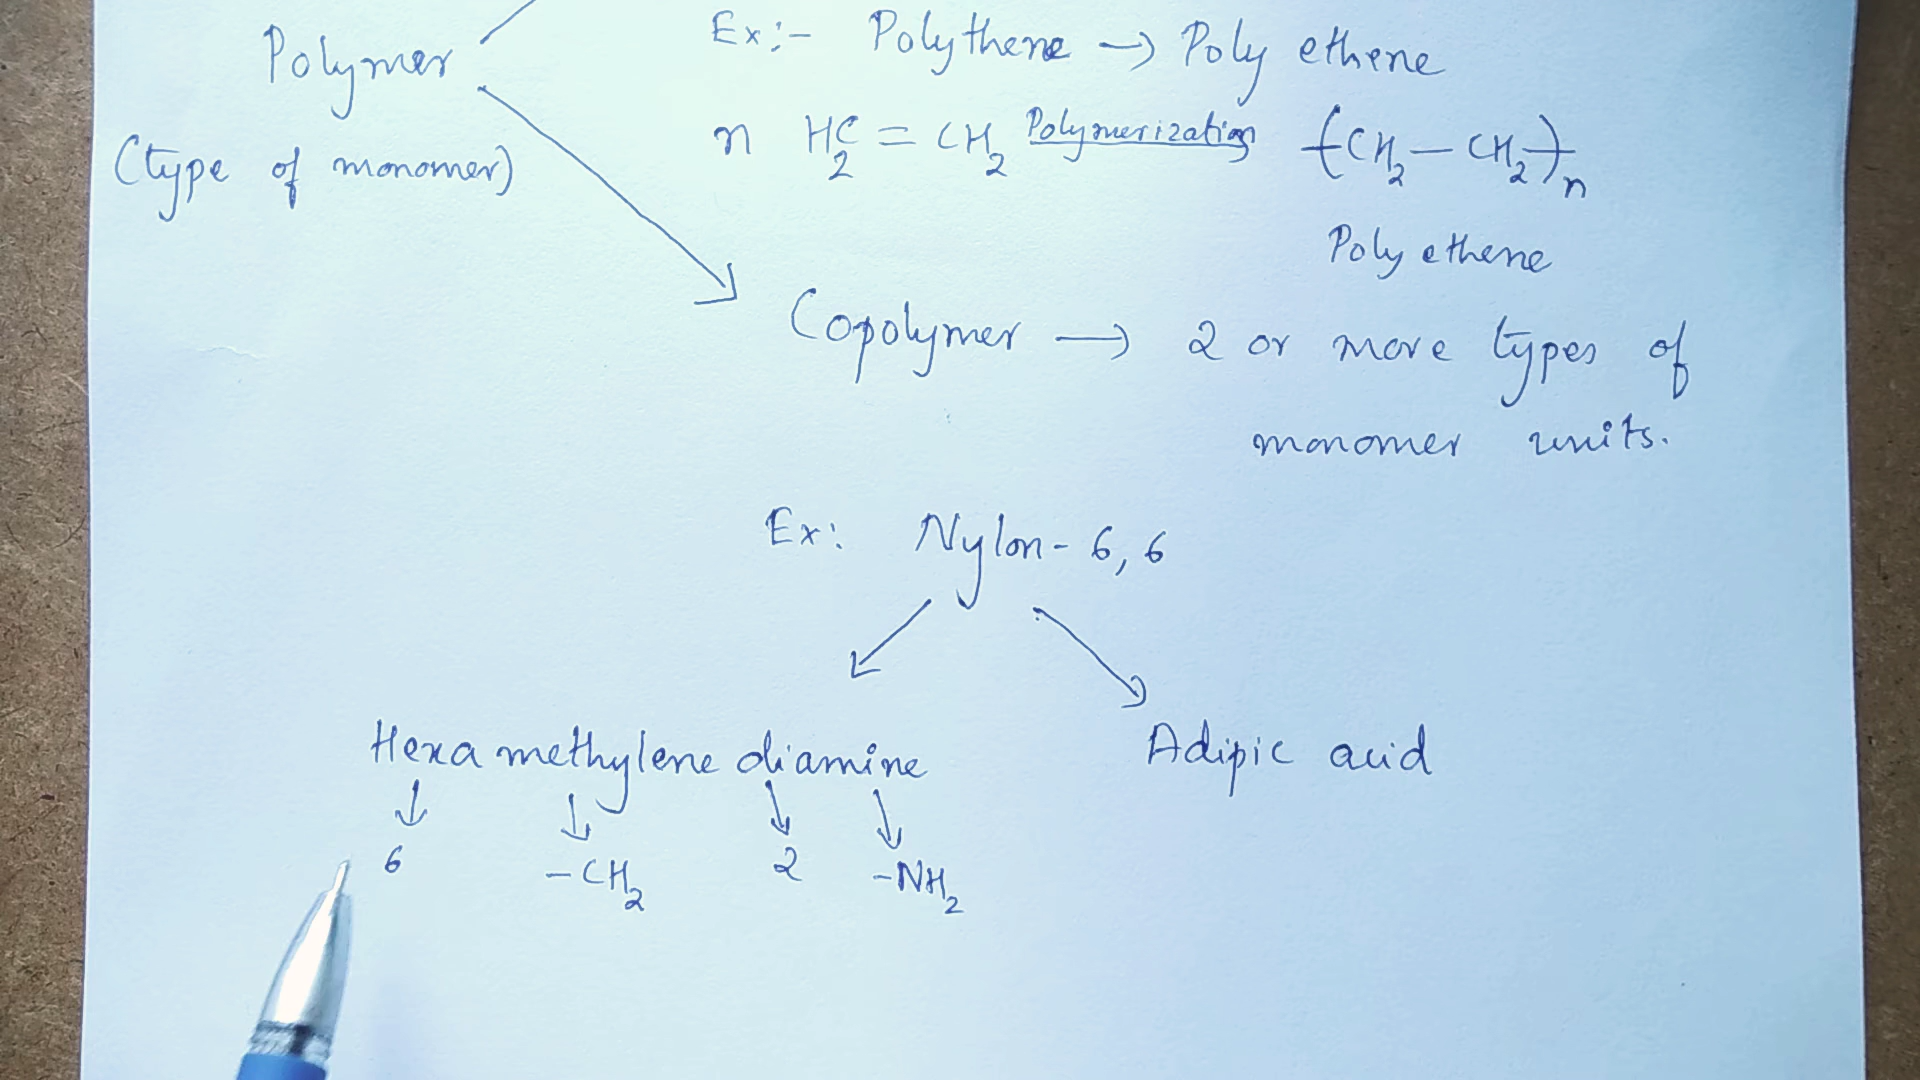 Ex:- Polythene → Poly ethene
Polymer
(type of monomer)
n H₂C = CH₂ Polymerization (CH₂ - CH₂)n
Poly ethene
Copolymer → 2 or more types of
monomer units.
Ex: Nylon-6,6
Hexa methylene diamine Adipic acid
6 -CH₂ 2 -NH₂